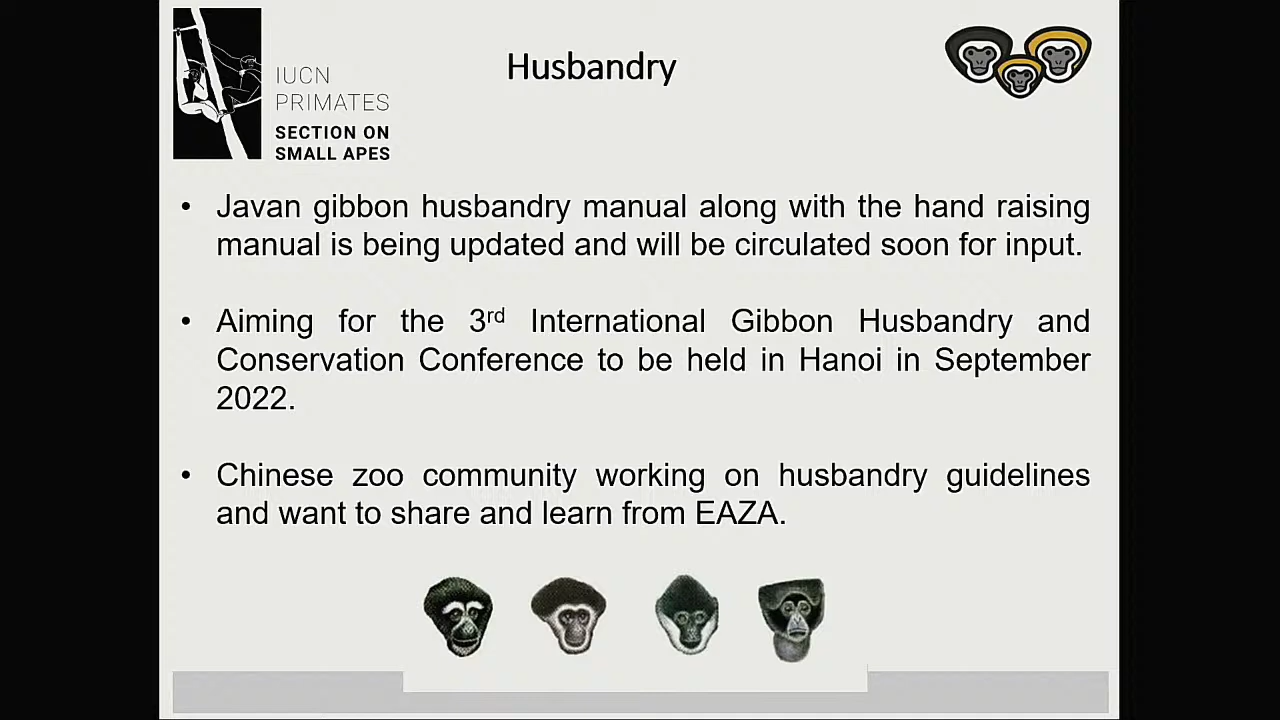 Husbandry
IUCN
PRIMATES
SECTION ON
SMALL APES
• Javan gibbon husbandry manual along with the hand raising
manual is being updated and will be circulated soon for input.
• Aiming for the 3rd International Gibbon Husbandry and
Conservation Conference to be held in Hanoi in September
2022.
• Chinese zoo community working on husbandry guidelines
and want to share and learn from EAZA.